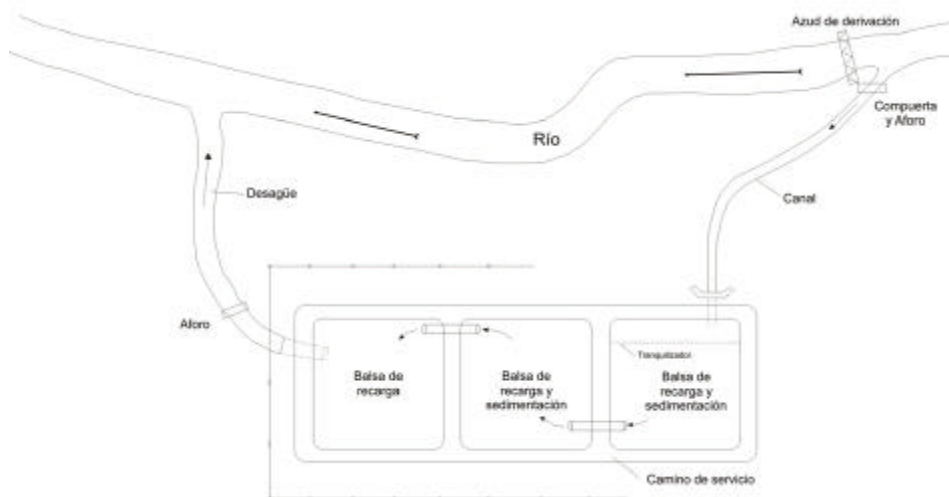 Azud de derivación
Compuerta
y Aforo
Río
Desagüe
Canal
Aforo
Tranquilizador
Balsa de
recarga
Balsa de
recarga y
sedimentación
Balsa de
recarga y
sedimentación
Camino de servicio